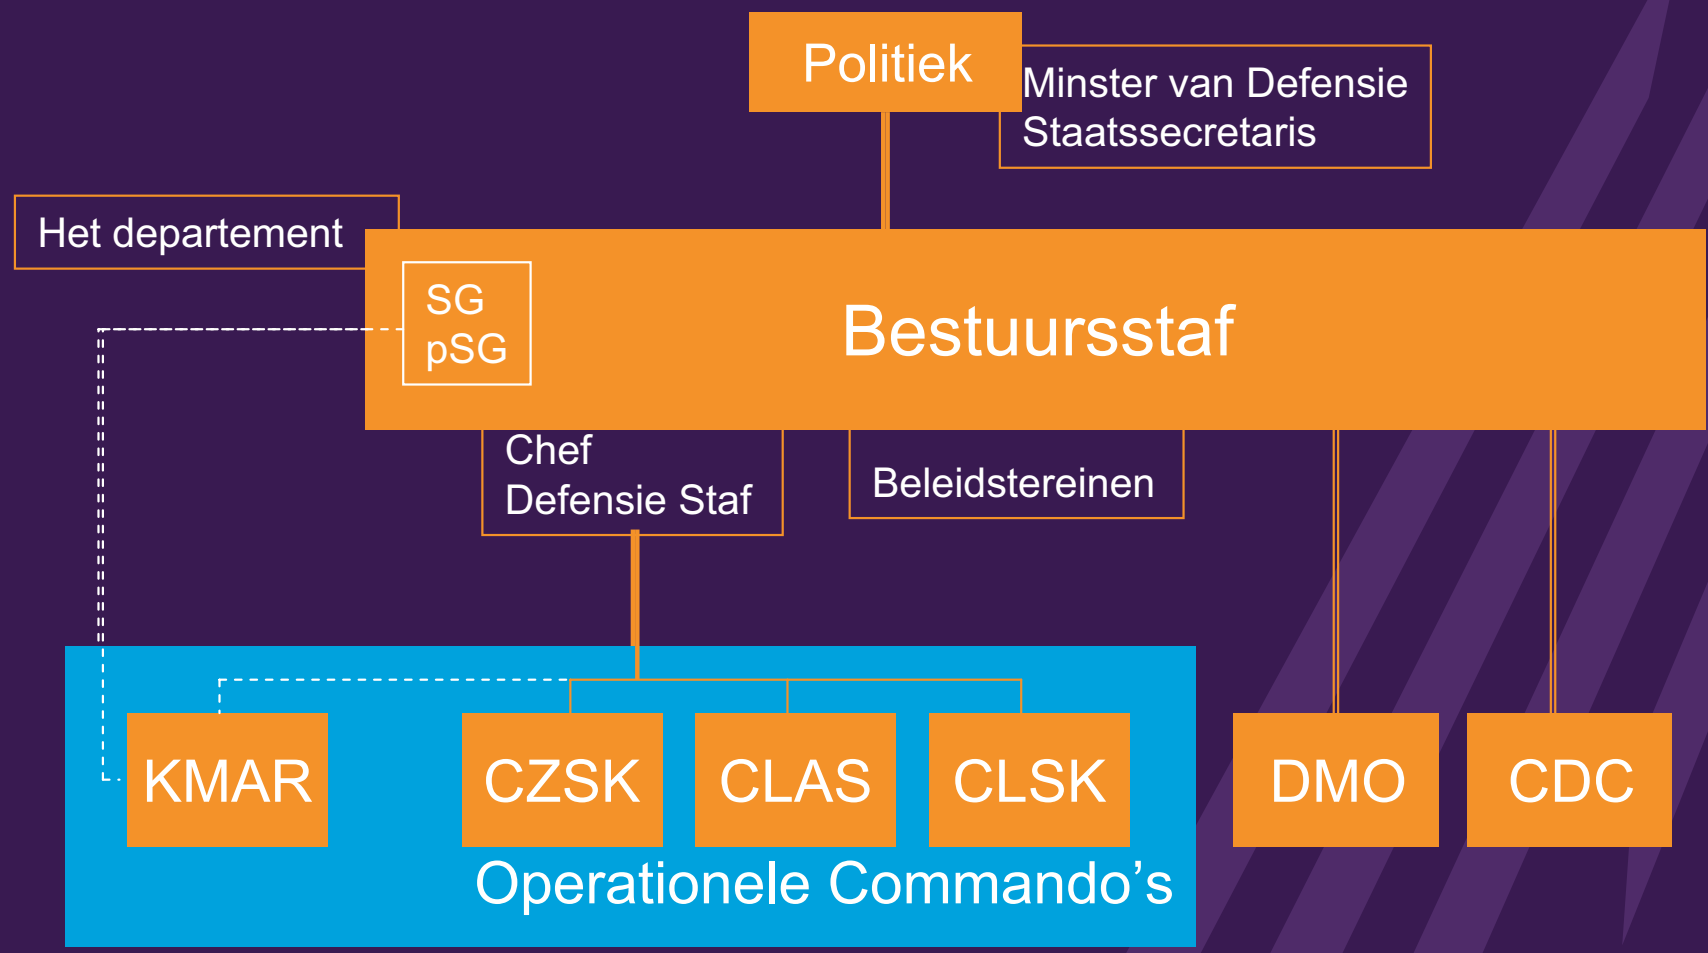 Politiek
Minster van Defensie
Staatssecretaris
Het departement
SG
pSG
Bestuursstaf
Chef
Defensie Staf
Beleidstereinen
KMAR
CZSK
CLAS
CLSK
DMO
CDC
Operationele Commando’s